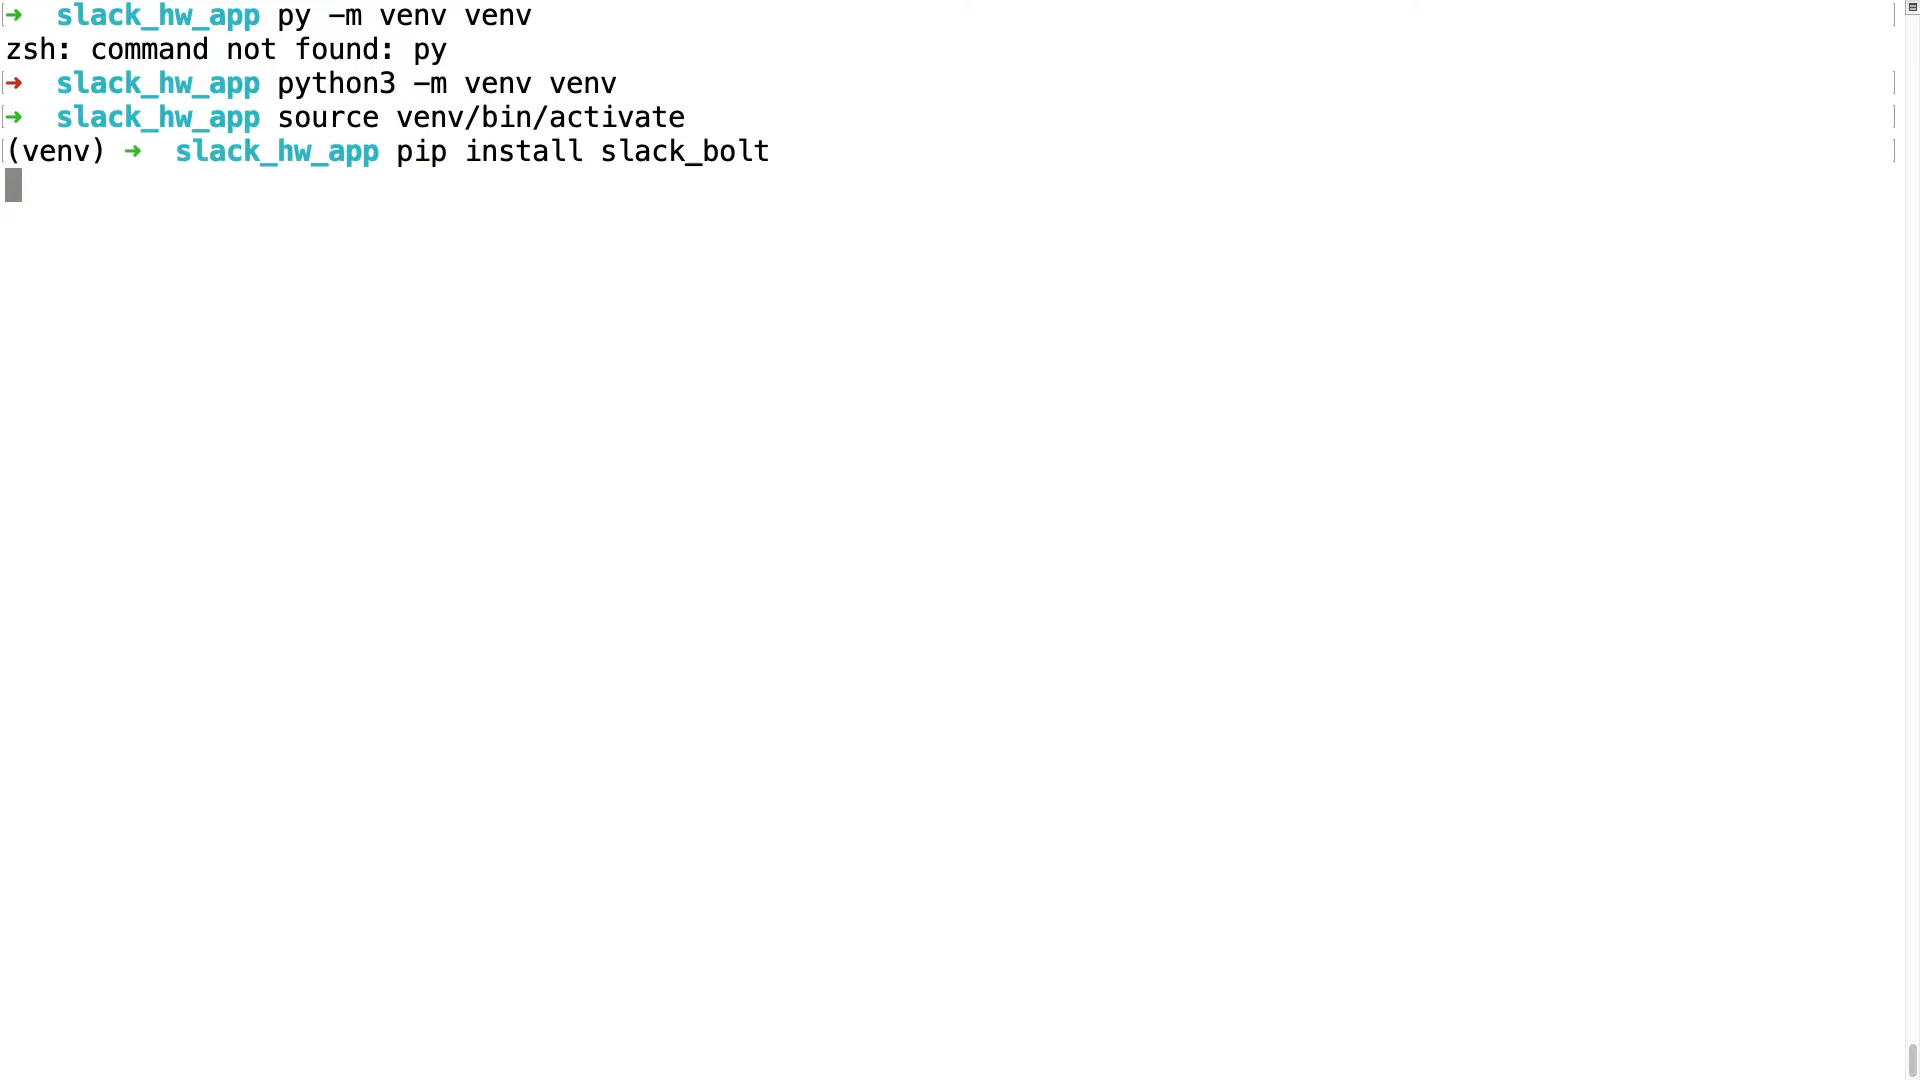 ➜  slack_hw_app py -m venv venv
zsh: command not found: py
➜  slack_hw_app python3 -m venv venv
➜  slack_hw_app source venv/bin/activate
(venv) ➜  slack_hw_app pip install slack_bolt